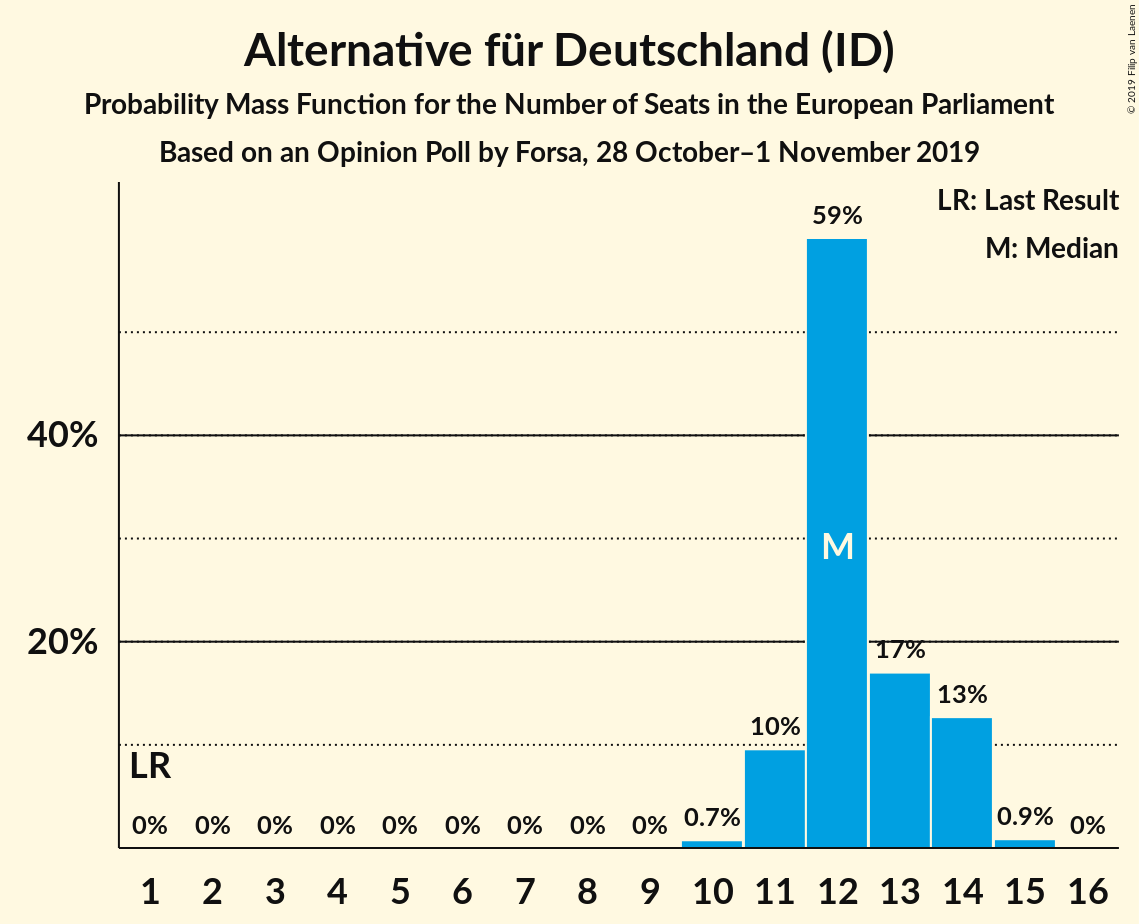 Alternative für Deutschland (ID)
Probability Mass Function for the Number of Seats in the European Parliament
Based on an Opinion Poll by Forsa, 28 October–1 November 2019
© 2019 Filip van Laenen
LR: Last Result
M: Median
59%
40%
M
20%
17%
13%
10%
LR
0% 0% 0% 0% 0% 0% 0% 0% 0% 0.7% 0.9% 0%
1 2 3 4 5 6 7 8 9 10 11 12 13 14 15 16